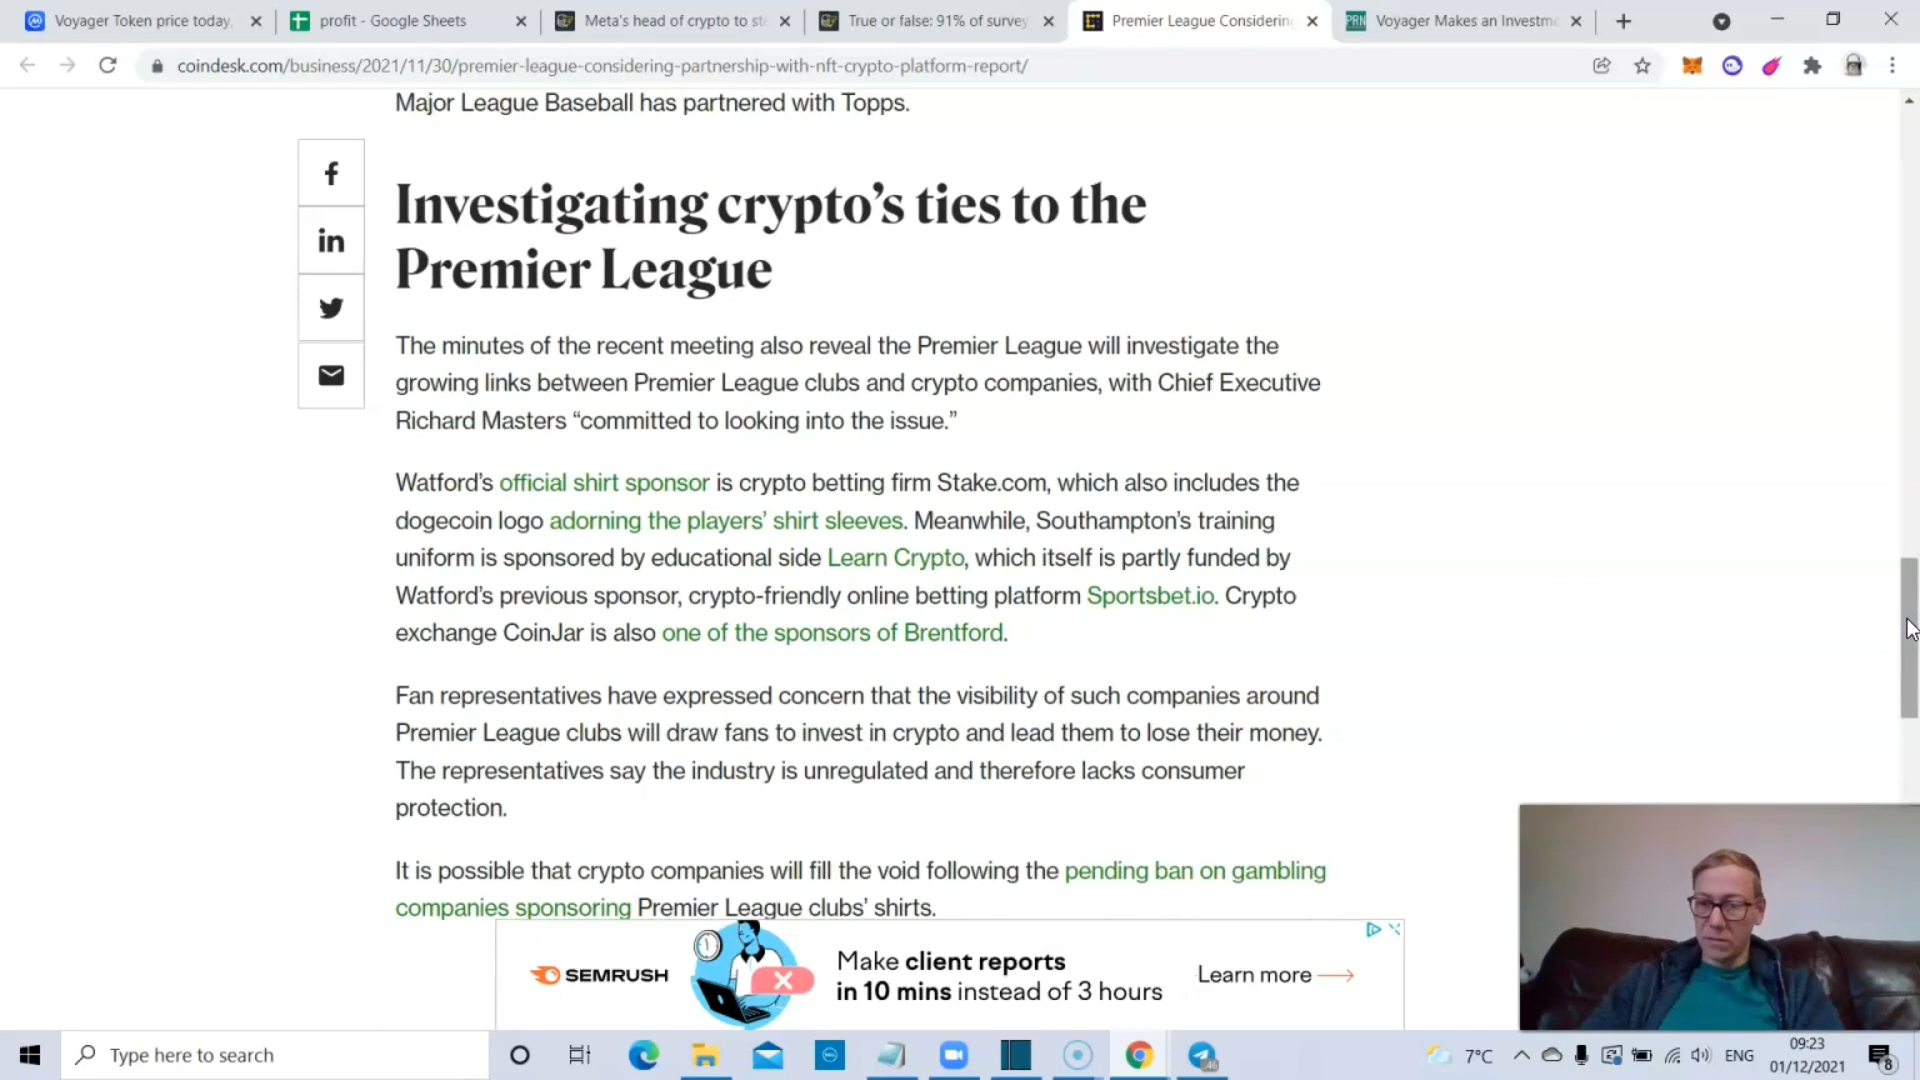 Voyager Token price today,
profit - Google Sheets
Meta's head of crypto to ste
True or false: 91% of survey
Premier League Considerin
PRN
Voyager Makes an Investme
coindesk.com/business/2021/11/30/premier-league-considering-partnership-with-nft-crypto-platform-report/
Major League Baseball has partnered with Topps.
f
in
Investigating crypto’s ties to the
Premier League
The minutes of the recent meeting also reveal the Premier League will investigate the
growing links between Premier League clubs and crypto companies, with Chief Executive
Richard Masters “committed to looking into the issue.”
Watford’s official shirt sponsor is crypto betting firm Stake.com, which also includes the
dogecoin logo adorning the players’ shirt sleeves. Meanwhile, Southampton’s training
uniform is sponsored by educational side Learn Crypto, which itself is partly funded by
Watford’s previous sponsor, crypto-friendly online betting platform Sportsbet.io. Crypto
exchange CoinJar is also one of the sponsors of Brentford.
Fan representatives have expressed concern that the visibility of such companies around
Premier League clubs will draw fans to invest in crypto and lead them to lose their money.
The representatives say the industry is unregulated and therefore lacks consumer
protection.
It is possible that crypto companies will fill the void following the pending ban on gambling
companies sponsoring Premier League clubs’ shirts.
SEMRUSH
Make client reports
in 10 mins instead of 3 hours
Learn more
Type here to search
7°C
ENG
09:23
01/12/2021
8